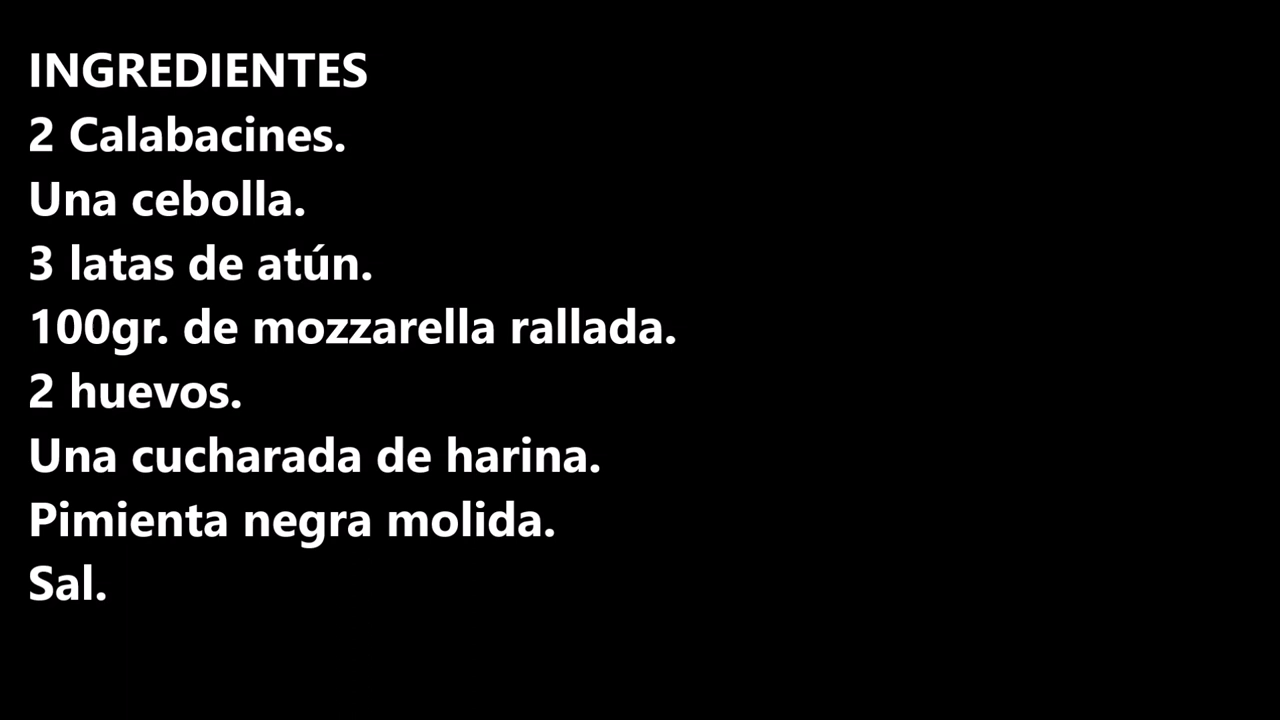 INGREDIENTES
2 Calabacines.
Una cebolla.
3 latas de atún.
100gr. de mozzarella rallada.
2 huevos.
Una cucharada de harina.
Pimienta negra molida.
Sal.